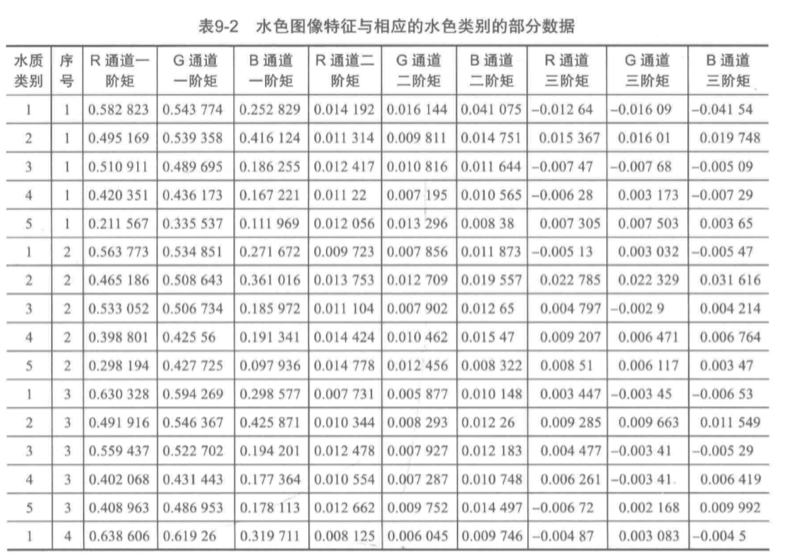 表9-2 水色图像特征与相应的水色类别的部分数据
水质类别 序号 R 通道一阶矩 G 通道一阶矩 B 通道一阶矩 R 通道二阶矩 G 通道二阶矩 B 通道二阶矩 R 通道三阶矩 G 通道三阶矩 B 通道三阶矩
1 1 0.582 823 0.543 774 0.252 829 0.014 192 0.016 144 0.041 075 −0.012 64 −0.016 09 −0.041 54
2 1 0.495 169 0.539 358 0.416 124 0.011 314 0.009 811 0.014 751 0.015 367 0.016 01 0.019 748
3 1 0.510 911 0.489 695 0.186 255 0.012 417 0.010 816 0.011 644 −0.007 47 −0.007 68 −0.005 09
4 1 0.420 351 0.436 173 0.167 221 0.011 22 0.007 195 0.010 565 −0.006 28 0.003 173 −0.007 29
5 1 0.211 567 0.335 537 0.111 969 0.012 056 0.013 296 0.008 38 0.007 305 0.007 503 0.003 65
1 2 0.563 773 0.534 851 0.271 672 0.009 723 0.007 856 0.011 873 −0.005 13 0.003 032 −0.005 47
2 2 0.465 186 0.508 643 0.361 016 0.013 753 0.012 709 0.019 557 0.022 785 0.022 329 0.031 616
3 2 0.533 052 0.506 734 0.185 972 0.011 104 0.007 902 0.012 65 0.004 797 −0.002 9 0.004 214
4 2 0.398 801 0.425 56 0.191 341 0.014 424 0.010 462 0.015 47 0.009 207 0.006 471 0.006 764
5 2 0.298 194 0.427 725 0.097 936 0.014 778 0.012 456 0.008 322 0.008 51 0.006 117 0.003 47
1 3 0.630 328 0.594 269 0.298 577 0.007 731 0.005 877 0.010 148 0.003 447 −0.003 45 −0.006 53
2 3 0.491 916 0.546 367 0.425 871 0.010 344 0.008 293 0.012 26 0.009 285 0.009 663 0.011 549
3 3 0.559 437 0.522 702 0.194 201 0.012 478 0.007 927 0.012 183 0.004 477 −0.003 41 −0.005 29
4 3 0.402 068 0.431 443 0.177 364 0.010 554 0.007 287 0.010 748 0.006 261 −0.003 41 0.006 419
5 3 0.408 963 0.486 953 0.178 113 0.012 662 0.009 752 0.014 497 −0.006 72 0.002 168 0.009 992
1 4 0.638 606 0.619 26 0.319 711 0.008 125 0.006 045 0.009 746 −0.004 87 0.003 083 −0.004 5